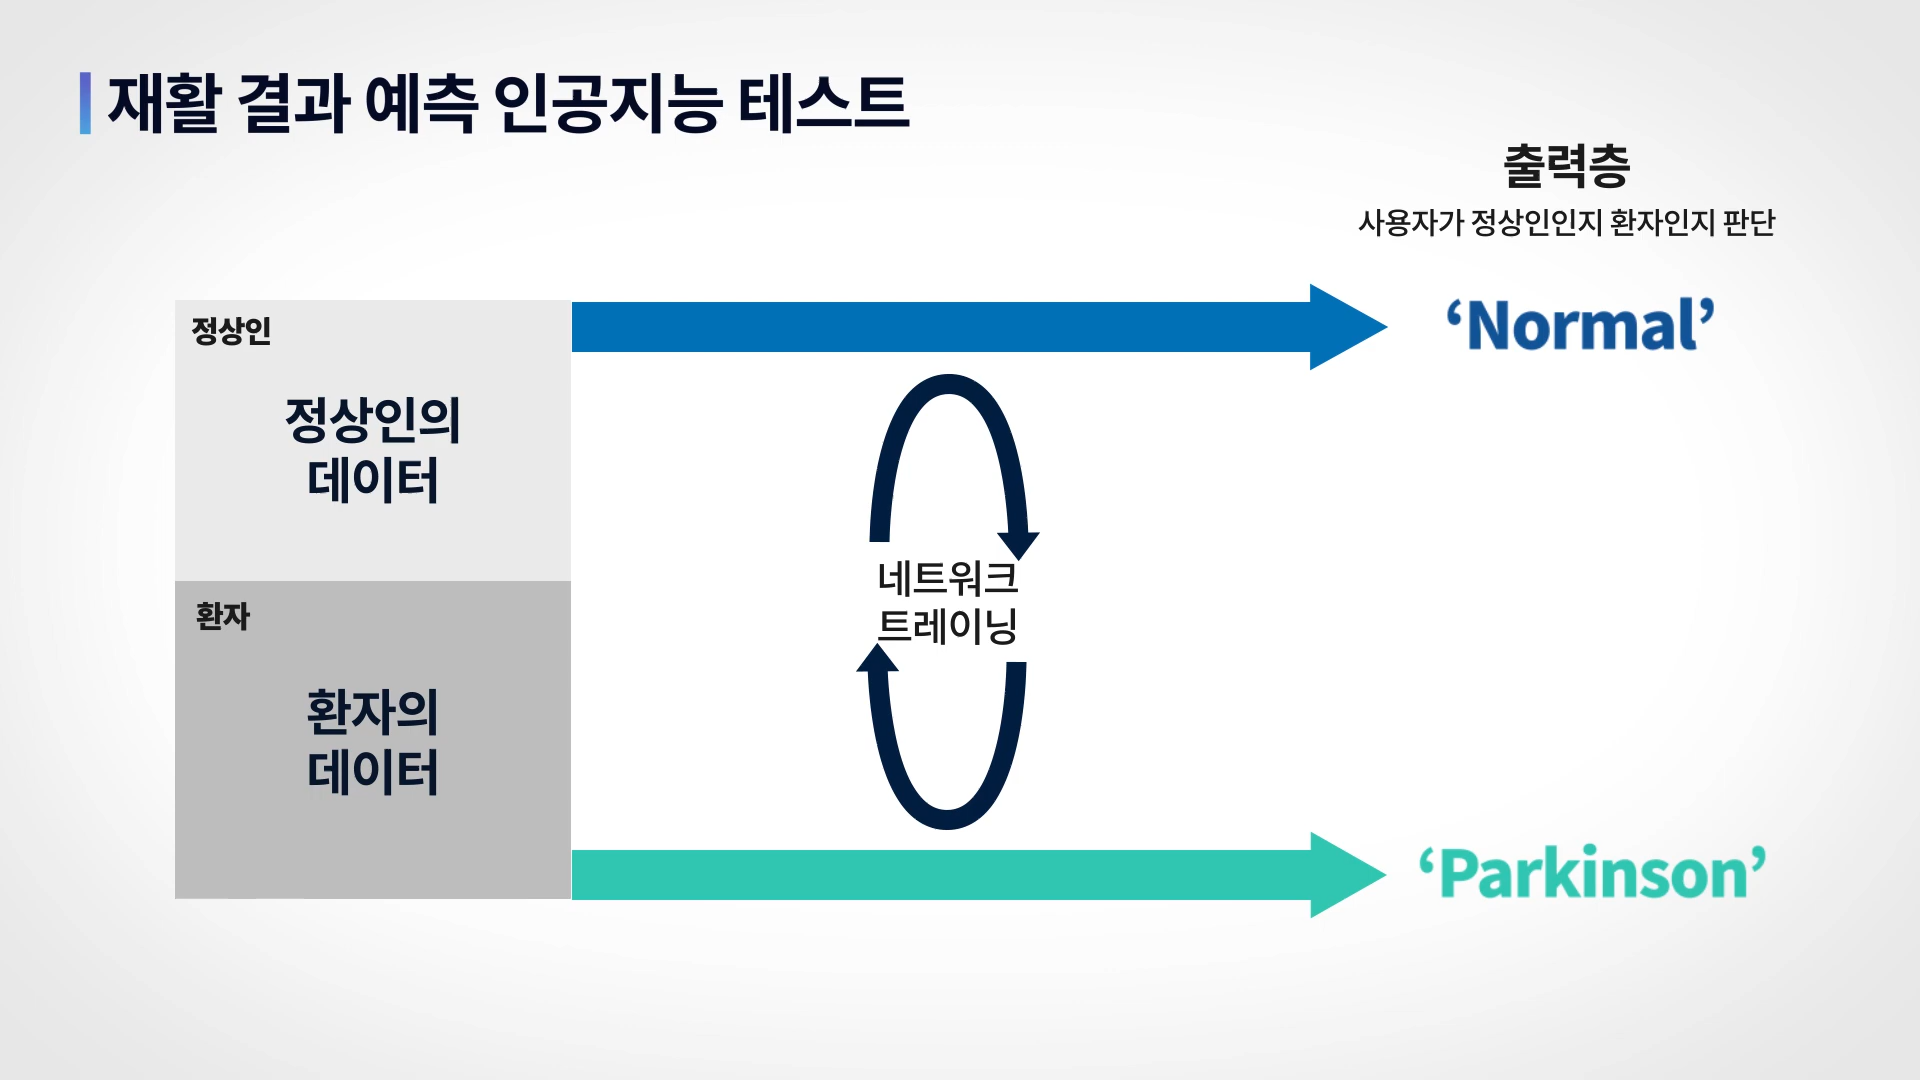 재활 결과 예측 인공지능 테스트
출력층
사용자가 정상인인지 환자인지 판단
정상인
정상인의
데이터
‘Normal’
네트워크
트레이닝
환자
환자의
데이터
‘Parkinson’